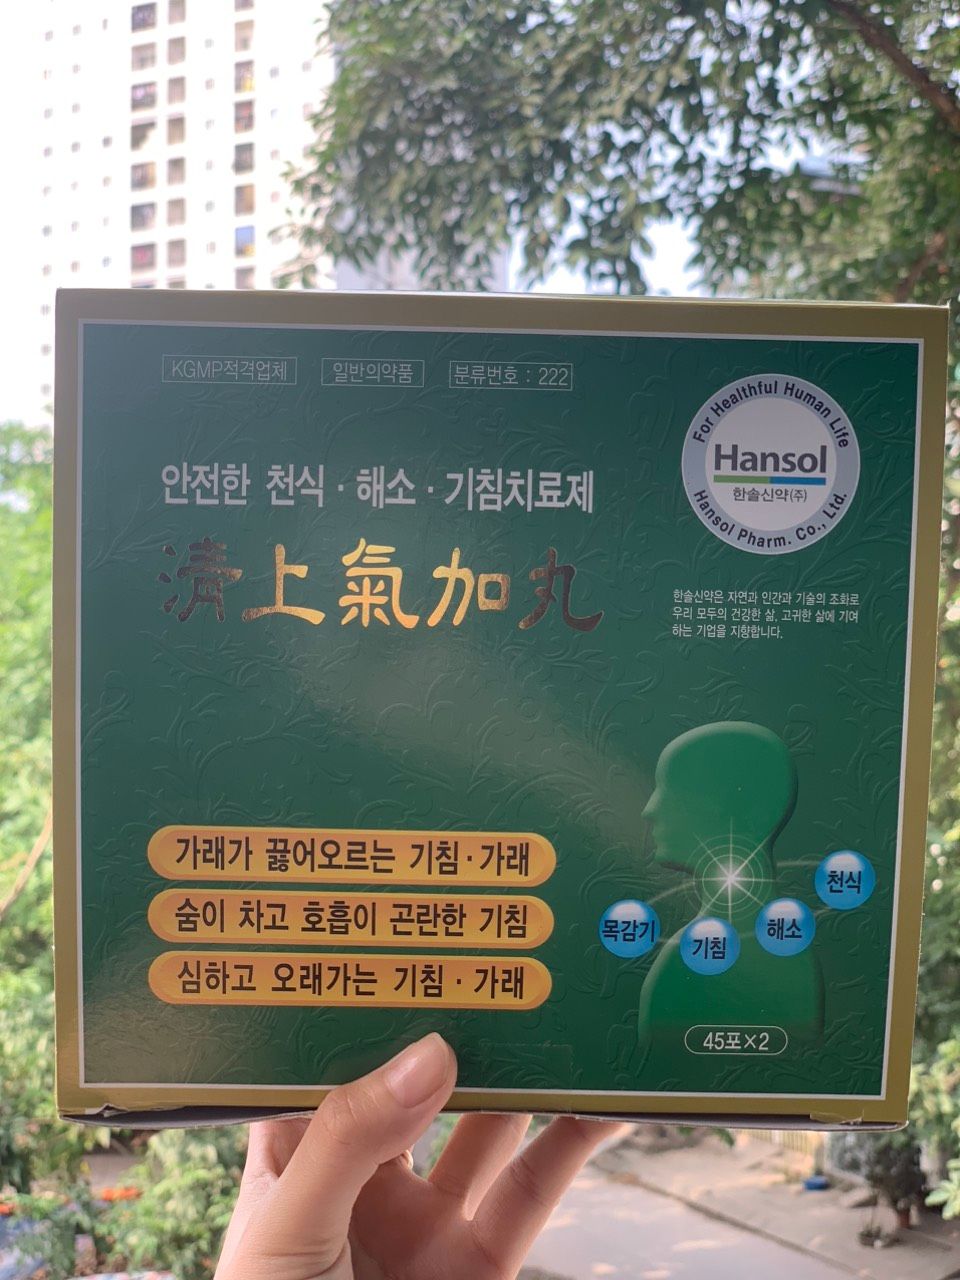 KGMP적격업체 일반의약품 분류번호 : 222
For Healthful Human Life
Hansol
한솔신약(주)
Hansol Pharm. Co., Ltd.
안전한 천식·해소·기침치료제
清上氣加丸
한솔신약은 자연과 인간과 기술의 조화로
우리 모두의 건강한 삶, 고귀한 삶에 기여
하는 기업을 지향합니다.
가래가 끓어오르는 기침·가래
숨이 차고 호흡이 곤란한 기침
심하고 오래가는 기침·가래
목감기
기침
해소
천식
45포×2